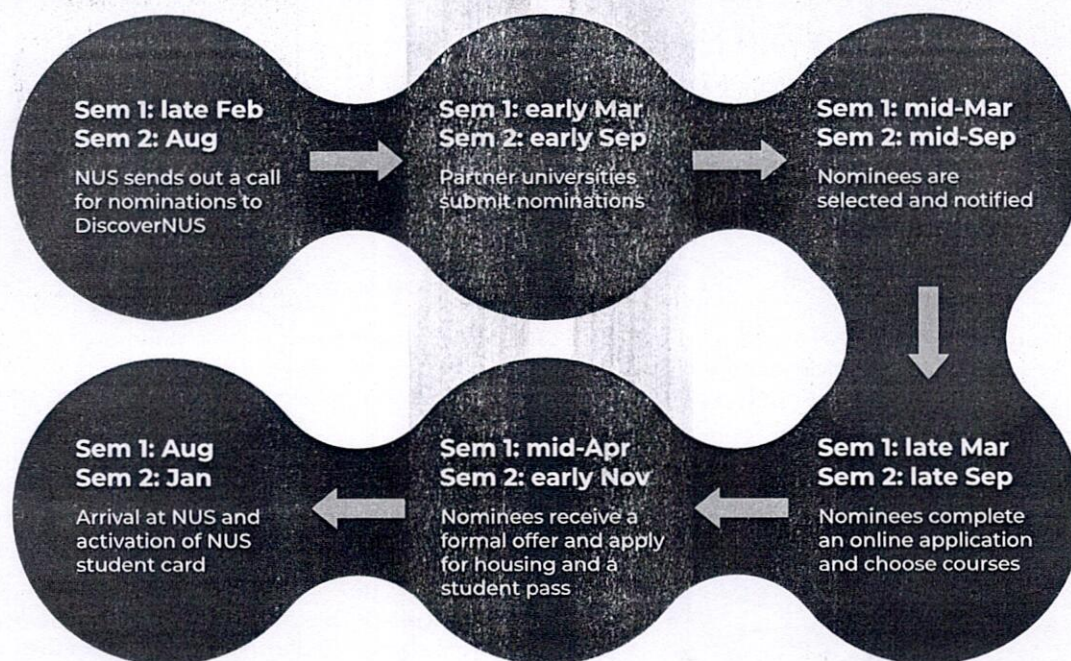 Sem 1: late Feb
Sem 2: Aug
NUS sends out a call
for nominations to
DiscoverNUS
Sem 1: early Mar
Sem 2: early Sep
Partner universities
submit nominations
Sem 1: mid-Mar
Sem 2: mid-Sep
Nominees are
selected and notified
Sem 1: late Mar
Sem 2: late Sep
Nominees complete
an online application
and choose courses
Sem 1: mid-Apr
Sem 2: early Nov
Nominees receive a
formal offer and apply
for housing and a
student pass
Sem 1: Aug
Sem 2: Jan
Arrival at NUS and
activation of NUS
student card